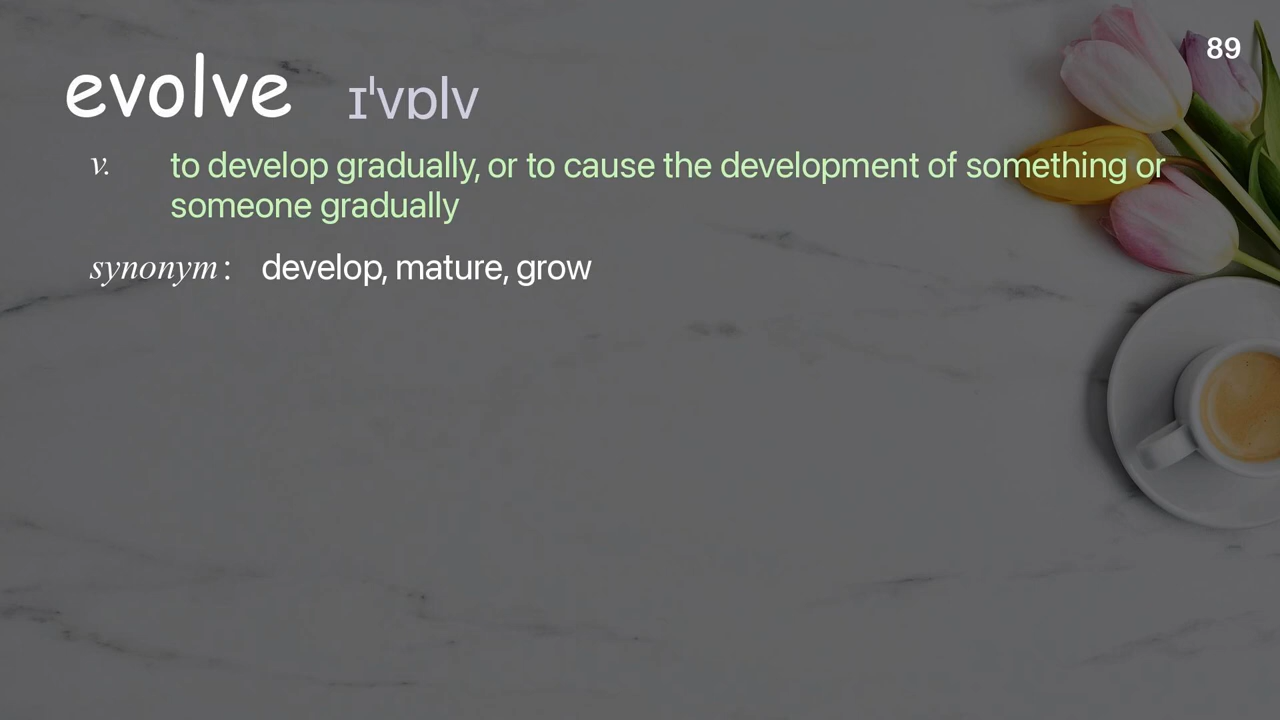 89
evolve ɪˈvɒlv
v. to develop gradually, or to cause the development of something or
someone gradually
synonym : develop, mature, grow